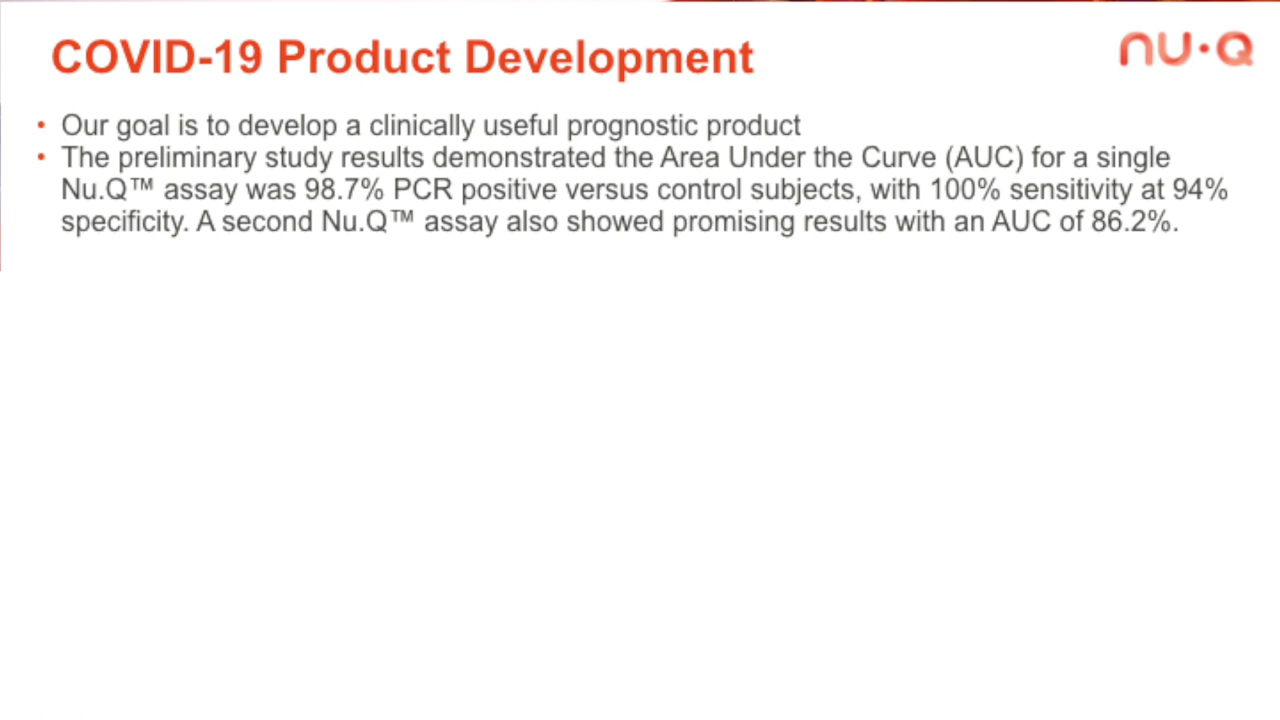 COVID-19 Product Development
nu•Q
• Our goal is to develop a clinically useful prognostic product
• The preliminary study results demonstrated the Area Under the Curve (AUC) for a single
Nu.Q™ assay was 98.7% PCR positive versus control subjects, with 100% sensitivity at 94%
specificity. A second Nu.Q™ assay also showed promising results with an AUC of 86.2%.